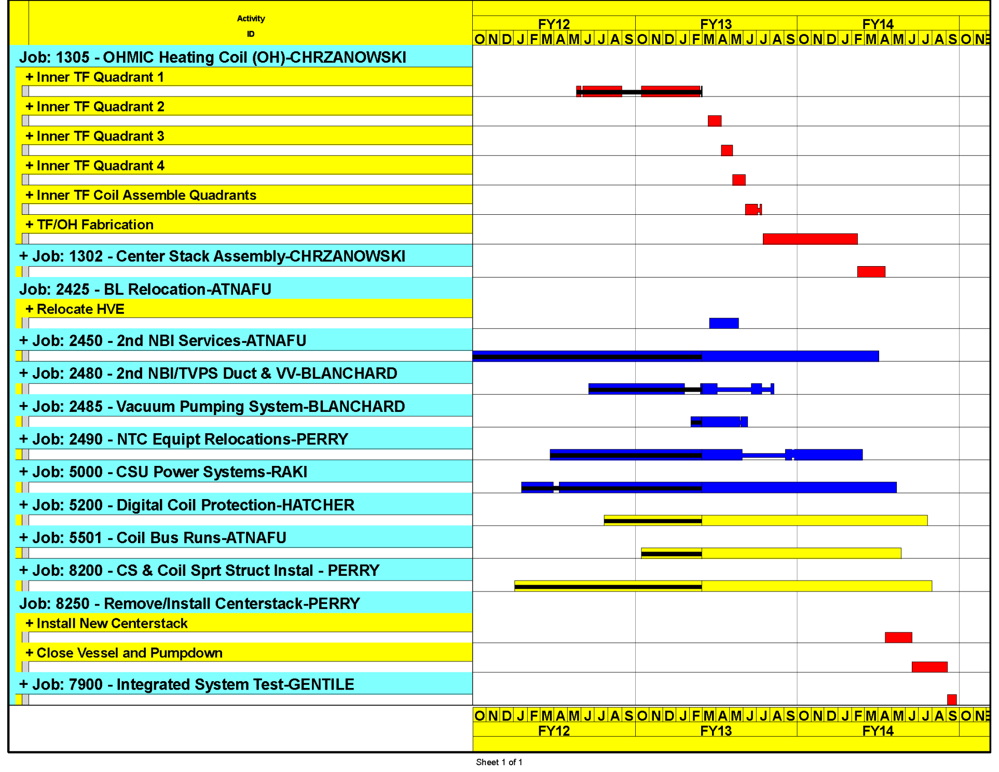 Activity
ID
FY12 FY13 FY14
O N D J F M A M J J A S O N D J F M A M J J A S O N D J F M A M J J A S O N
Job: 1305 - OHMIC Heating Coil (OH)-CHRZANOWSKI
+ Inner TF Quadrant 1
+ Inner TF Quadrant 2
+ Inner TF Quadrant 3
+ Inner TF Quadrant 4
+ Inner TF Coil Assemble Quadrants
+ TF/OH Fabrication
+ Job: 1302 - Center Stack Assembly-CHRZANOWSKI
Job: 2425 - BL Relocation-ATNAFU
+ Relocate HVE
+ Job: 2450 - 2nd NBI Services-ATNAFU
+ Job: 2480 - 2nd NBI/TVPS Duct & VV-BLANCHARD
+ Job: 2485 - Vacuum Pumping System-BLANCHARD
+ Job: 2490 - NTC Equipt Relocations-PERRY
+ Job: 5000 - CSU Power Systems-RAKI
+ Job: 5200 - Digital Coil Protection-HATCHER
+ Job: 5501 - Coil Bus Runs-ATNAFU
+ Job: 8200 - CS & Coil Sprt Struct Instal - PERRY
Job: 8250 - Remove/Install Centerstack-PERRY
+ Install New Centerstack
+ Close Vessel and Pumpdown
+ Job: 7900 - Integrated System Test-GENTILE
O N D J F M A M J J A S O N D J F M A M J J A S O N D J F M A M J J A S O N
FY12 FY13 FY14
Sheet 1 of 1